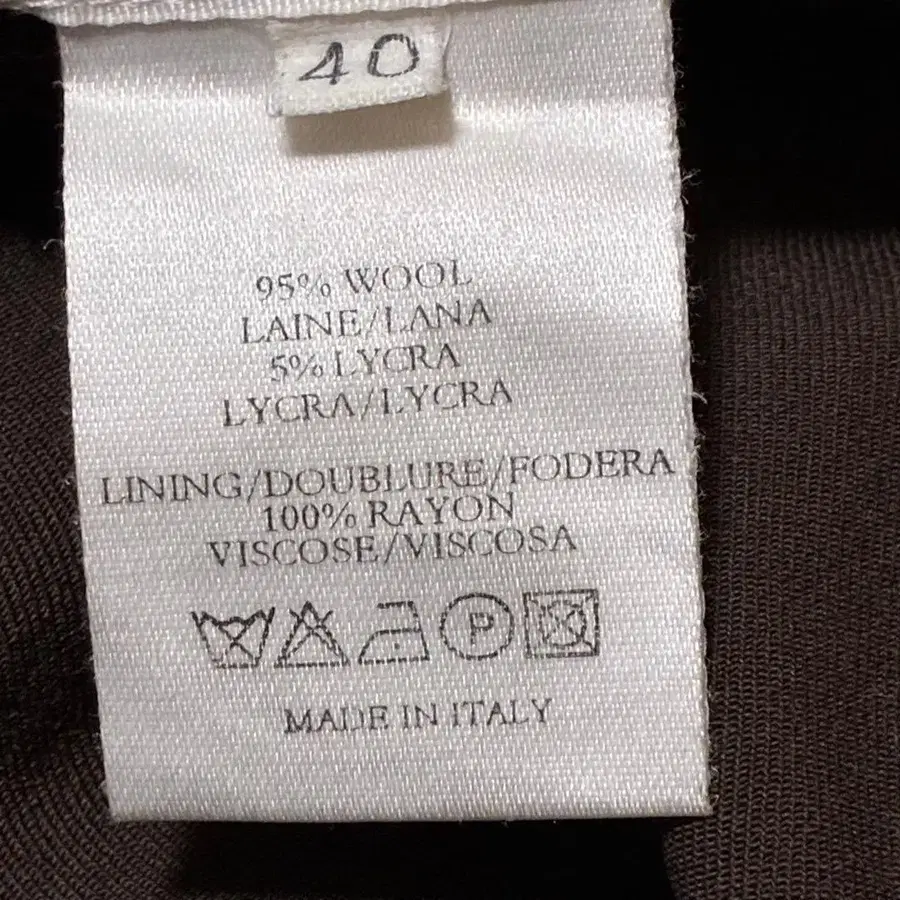 40
95% WOOL
LAINE/LANA
5% LYCRA
LYCRA/LYCRA
LINING/DOUBLURE/FODERA
100% RAYON
VISCOSE/VISCOSA
P
MADE IN ITALY